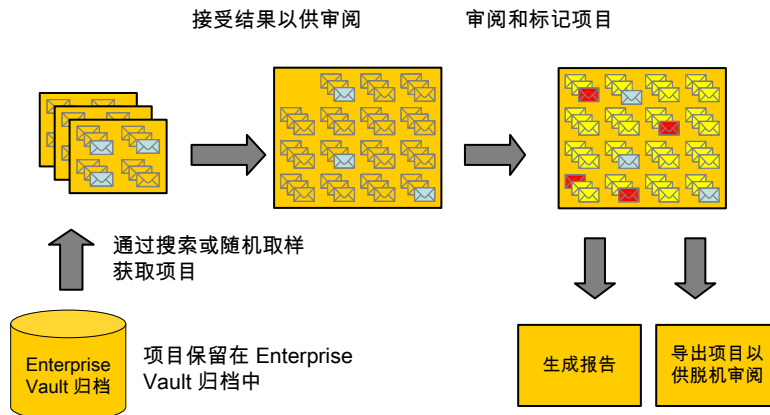 接受结果以供审阅
审阅和标记项目
通过搜索或随机取样
获取项目
Enterprise
Vault 归档
项目保留在 Enterprise
Vault 归档中
生成报告
导出项目以
供脱机审阅